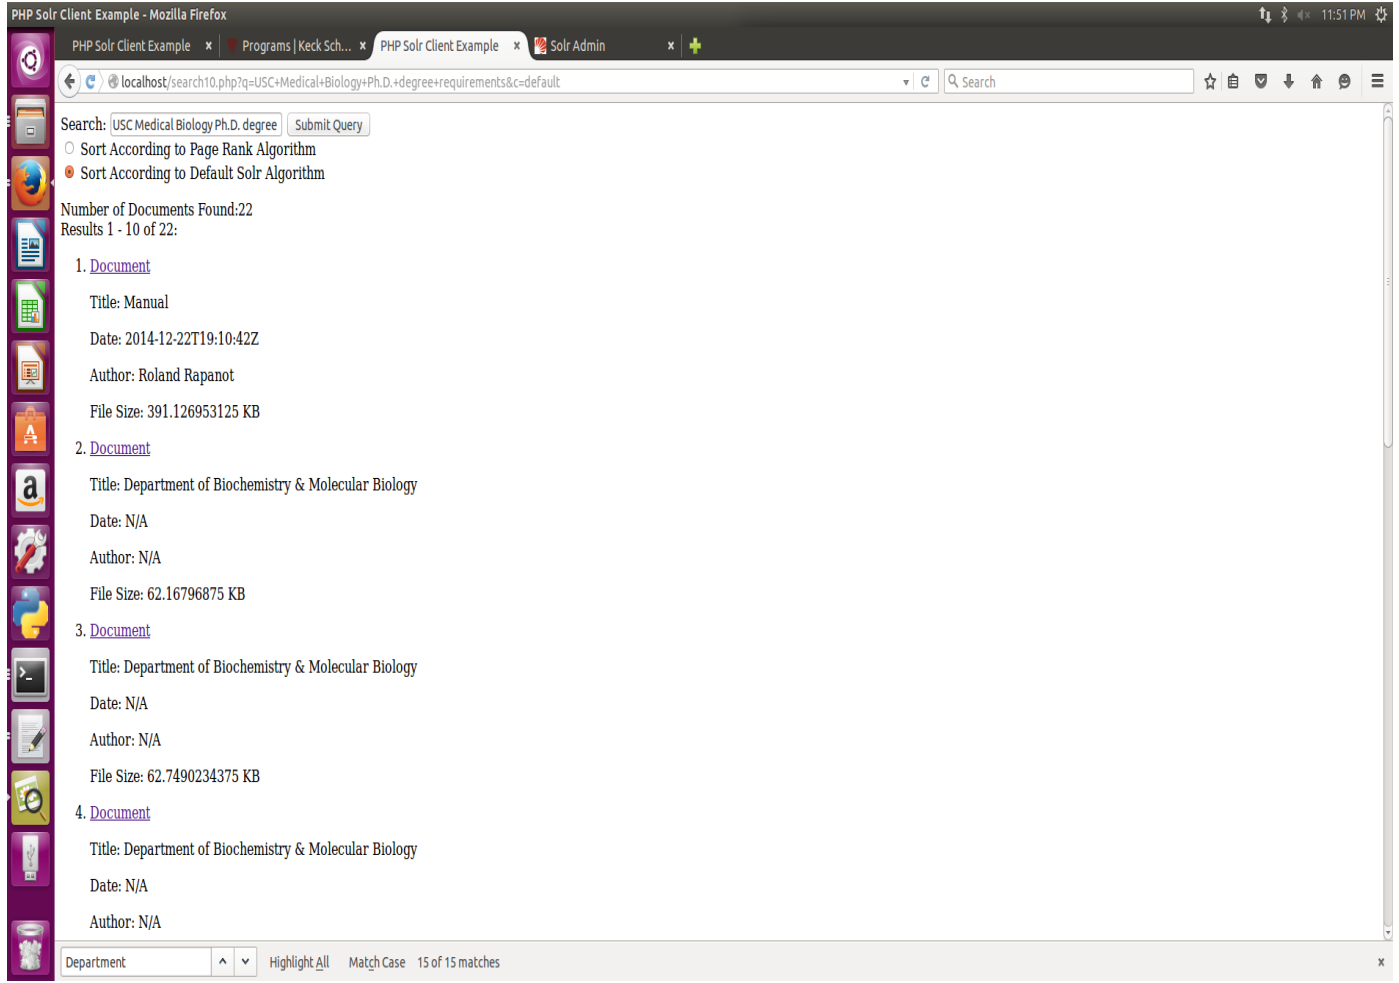 PHP Solr Client Example - Mozilla Firefox
11:51 PM
PHP Solr Client Example × Programs | Keck Sch... × PHP Solr Client Example × Solr Admin ×
localhost/search10.php?q=USC+Medical+Biology+Ph.D.+degree+requirements&c=default
Search
Search: USC Medical Biology Ph.D. degree Submit Query
Sort According to Page Rank Algorithm
Sort According to Default Solr Algorithm
Number of Documents Found:22
Results 1 - 10 of 22:
1. Document
Title: Manual
Date: 2014-12-22T19:10:42Z
Author: Roland Rapanot
File Size: 391.126953125 KB
2. Document
Title: Department of Biochemistry & Molecular Biology
Date: N/A
Author: N/A
File Size: 62.16796875 KB
3. Document
Title: Department of Biochemistry & Molecular Biology
Date: N/A
Author: N/A
File Size: 62.7490234375 KB
4. Document
Title: Department of Biochemistry & Molecular Biology
Date: N/A
Author: N/A
Department Highlight All Match Case 15 of 15 matches ×